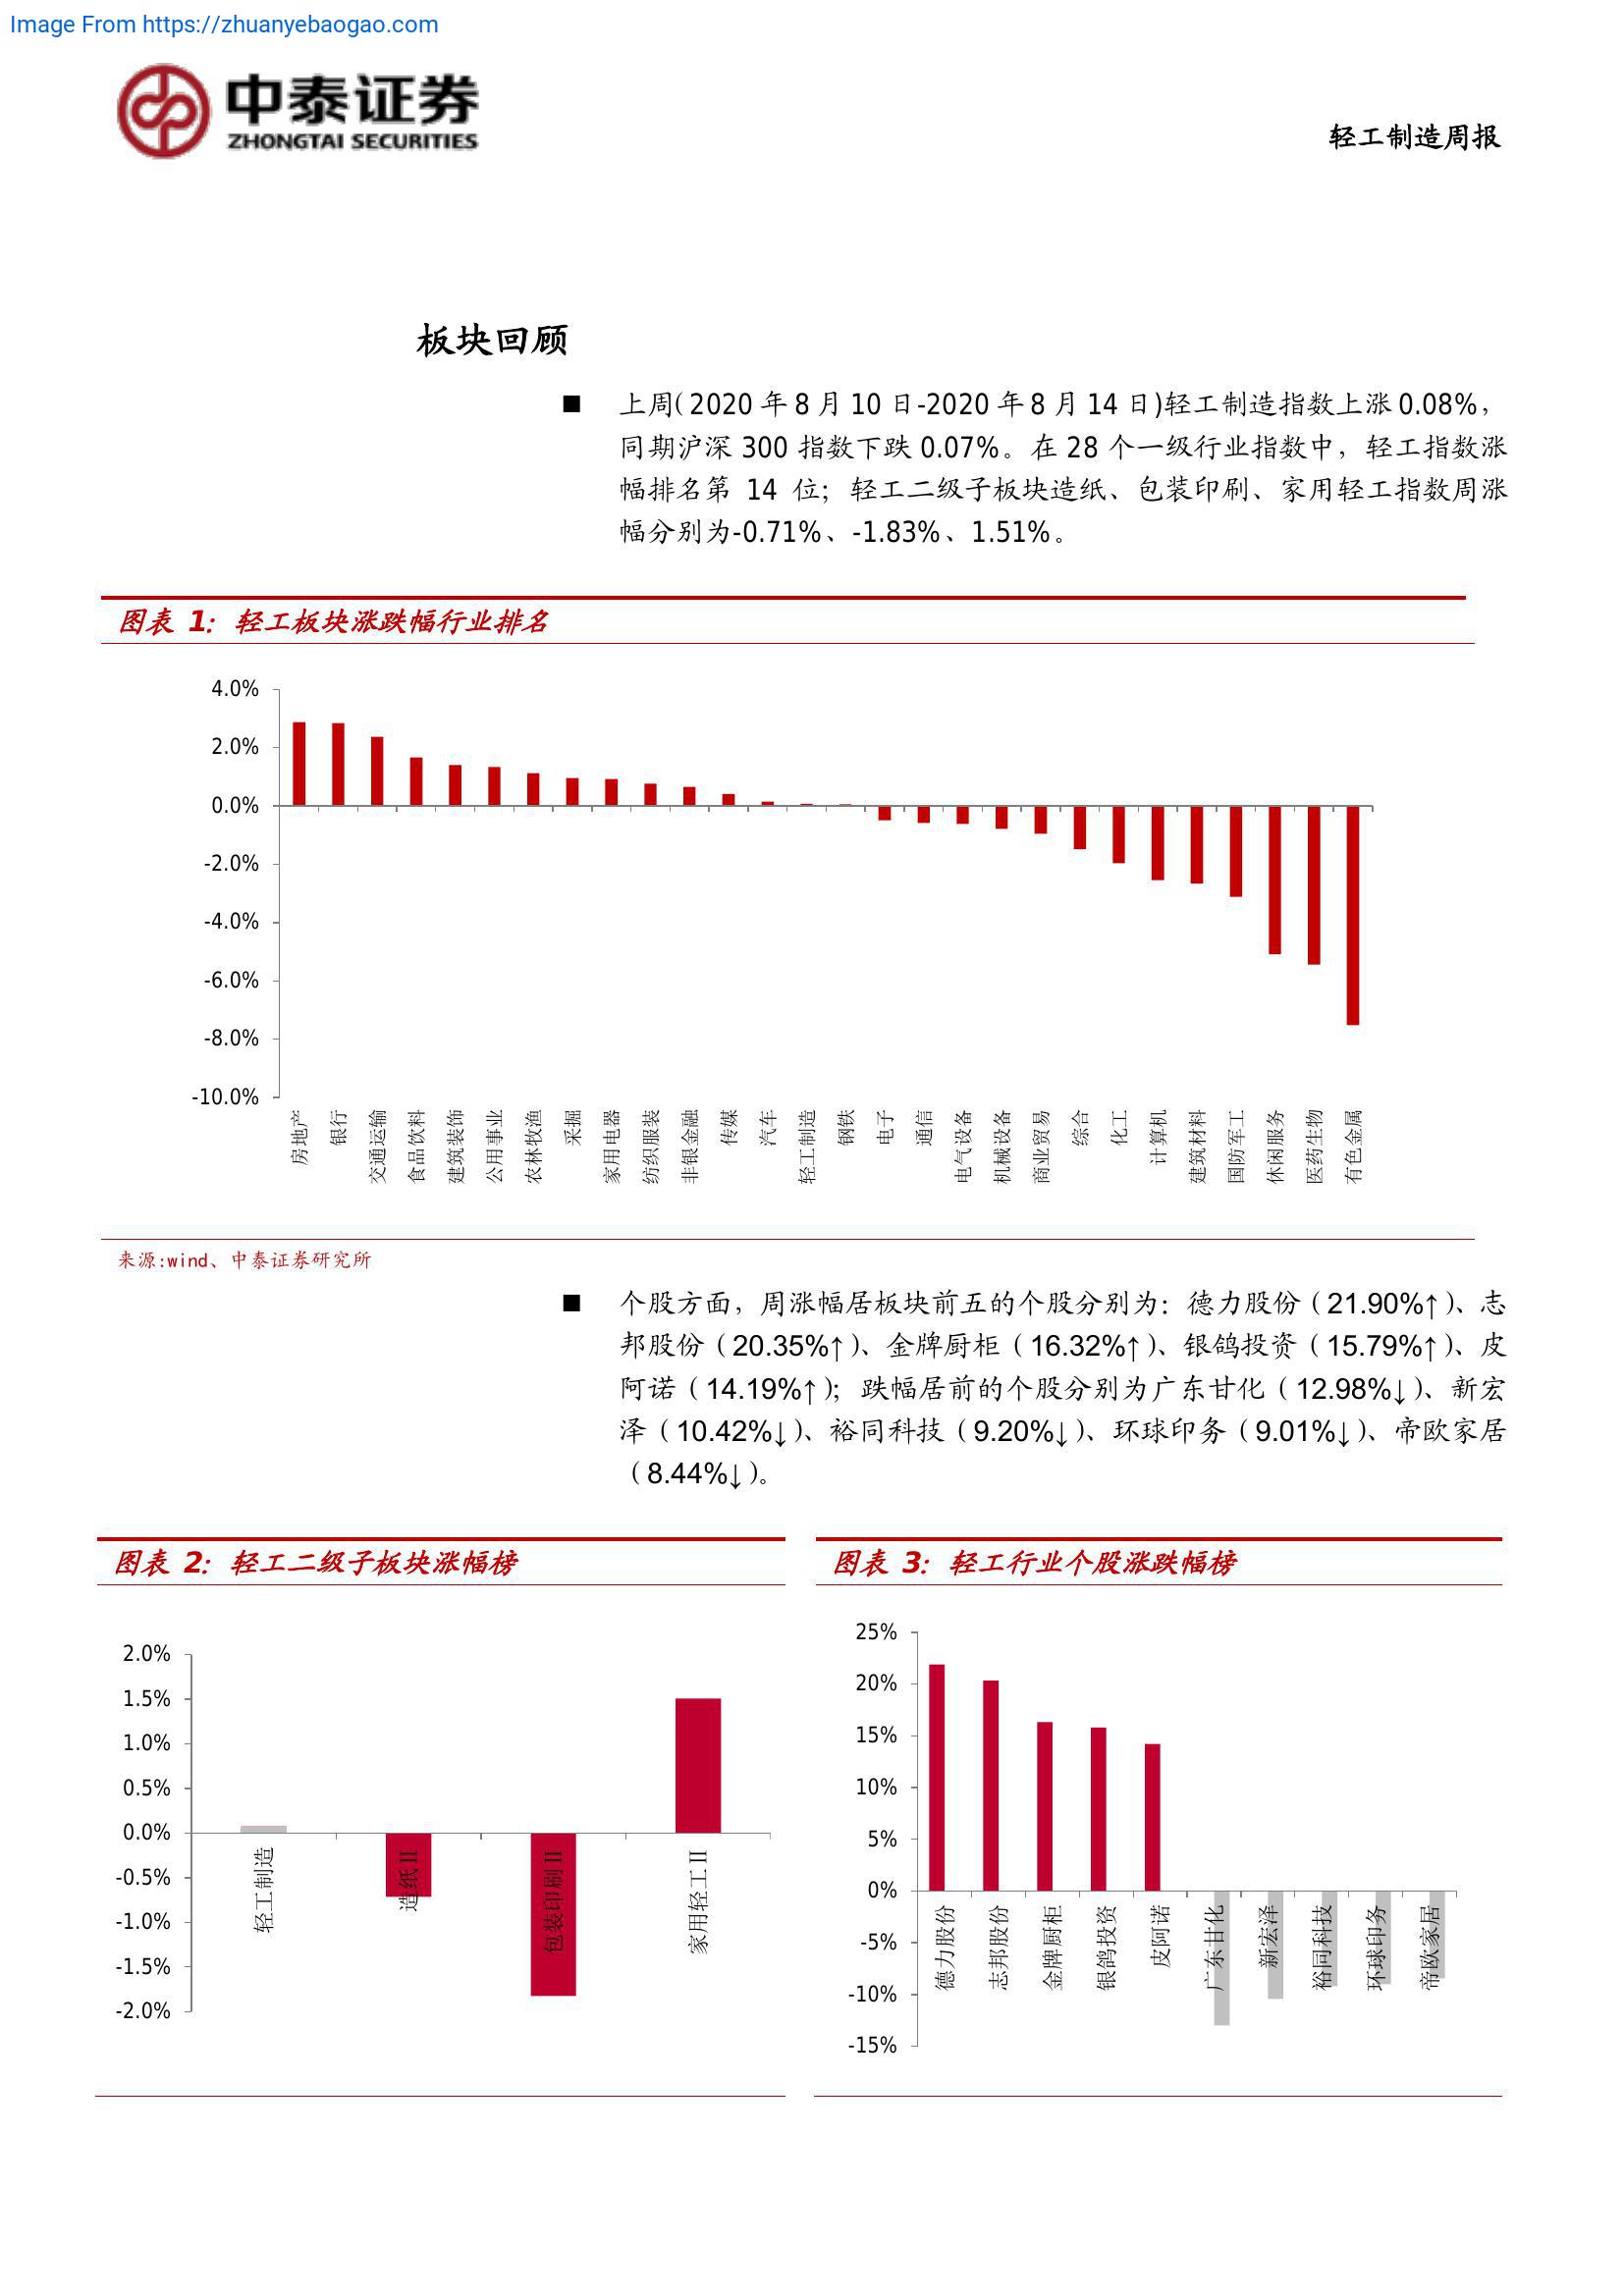 Image From https://zhuanyebaogao.com
中泰证券
ZHONGTAI SECURITIES
轻工制造周报
板块回顾
■ 上周(2020 年 8 月 10 日-2020 年 8 月 14 日)轻工制造指数上涨 0.08%，
同期沪深 300 指数下跌 0.07%。在 28 个一级行业指数中，轻工指数涨
幅排名第 14 位；轻工二级子板块造纸、包装印刷、家用轻工指数周涨
幅分别为-0.71%、-1.83%、1.51%。
图表 1：轻工板块涨跌幅行业排名
4.0%
2.0%
0.0%
-2.0%
-4.0%
-6.0%
-8.0%
-10.0%
房地产
银行
交通运输
食品饮料
建筑装饰
公用事业
农林牧渔
采掘
家用电器
纺织服装
非银金融
传媒
汽车
轻工制造
钢铁
电子
通信
电气设备
机械设备
商业贸易
综合
化工
计算机
建筑材料
国防军工
休闲服务
医药生物
有色金属
来源:wind、中泰证券研究所
■ 个股方面，周涨幅居板块前五的个股分别为：德力股份（21.90%↑）、志
邦股份（20.35%↑）、金牌厨柜（16.32%↑）、银鸽投资（15.79%↑）、皮
阿诺（14.19%↑）；跌幅居前的个股分别为广东甘化（12.98%↓）、新宏
泽（10.42%↓）、裕同科技（9.20%↓）、环球印务（9.01%↓）、帝欧家居
（8.44%↓）。
图表 2：轻工二级子板块涨幅榜
2.0%
1.5%
1.0%
0.5%
0.0%
-0.5%
-1.0%
-1.5%
-2.0%
轻工制造
造纸Ⅱ
包装印刷Ⅱ
家用轻工Ⅱ
图表 3：轻工行业个股涨跌幅榜
25%
20%
15%
10%
5%
0%
-5%
-10%
-15%
德力股份
志邦股份
金牌厨柜
银鸽投资
皮阿诺
广东甘化
新宏泽
裕同科技
环球印务
帝欧家居